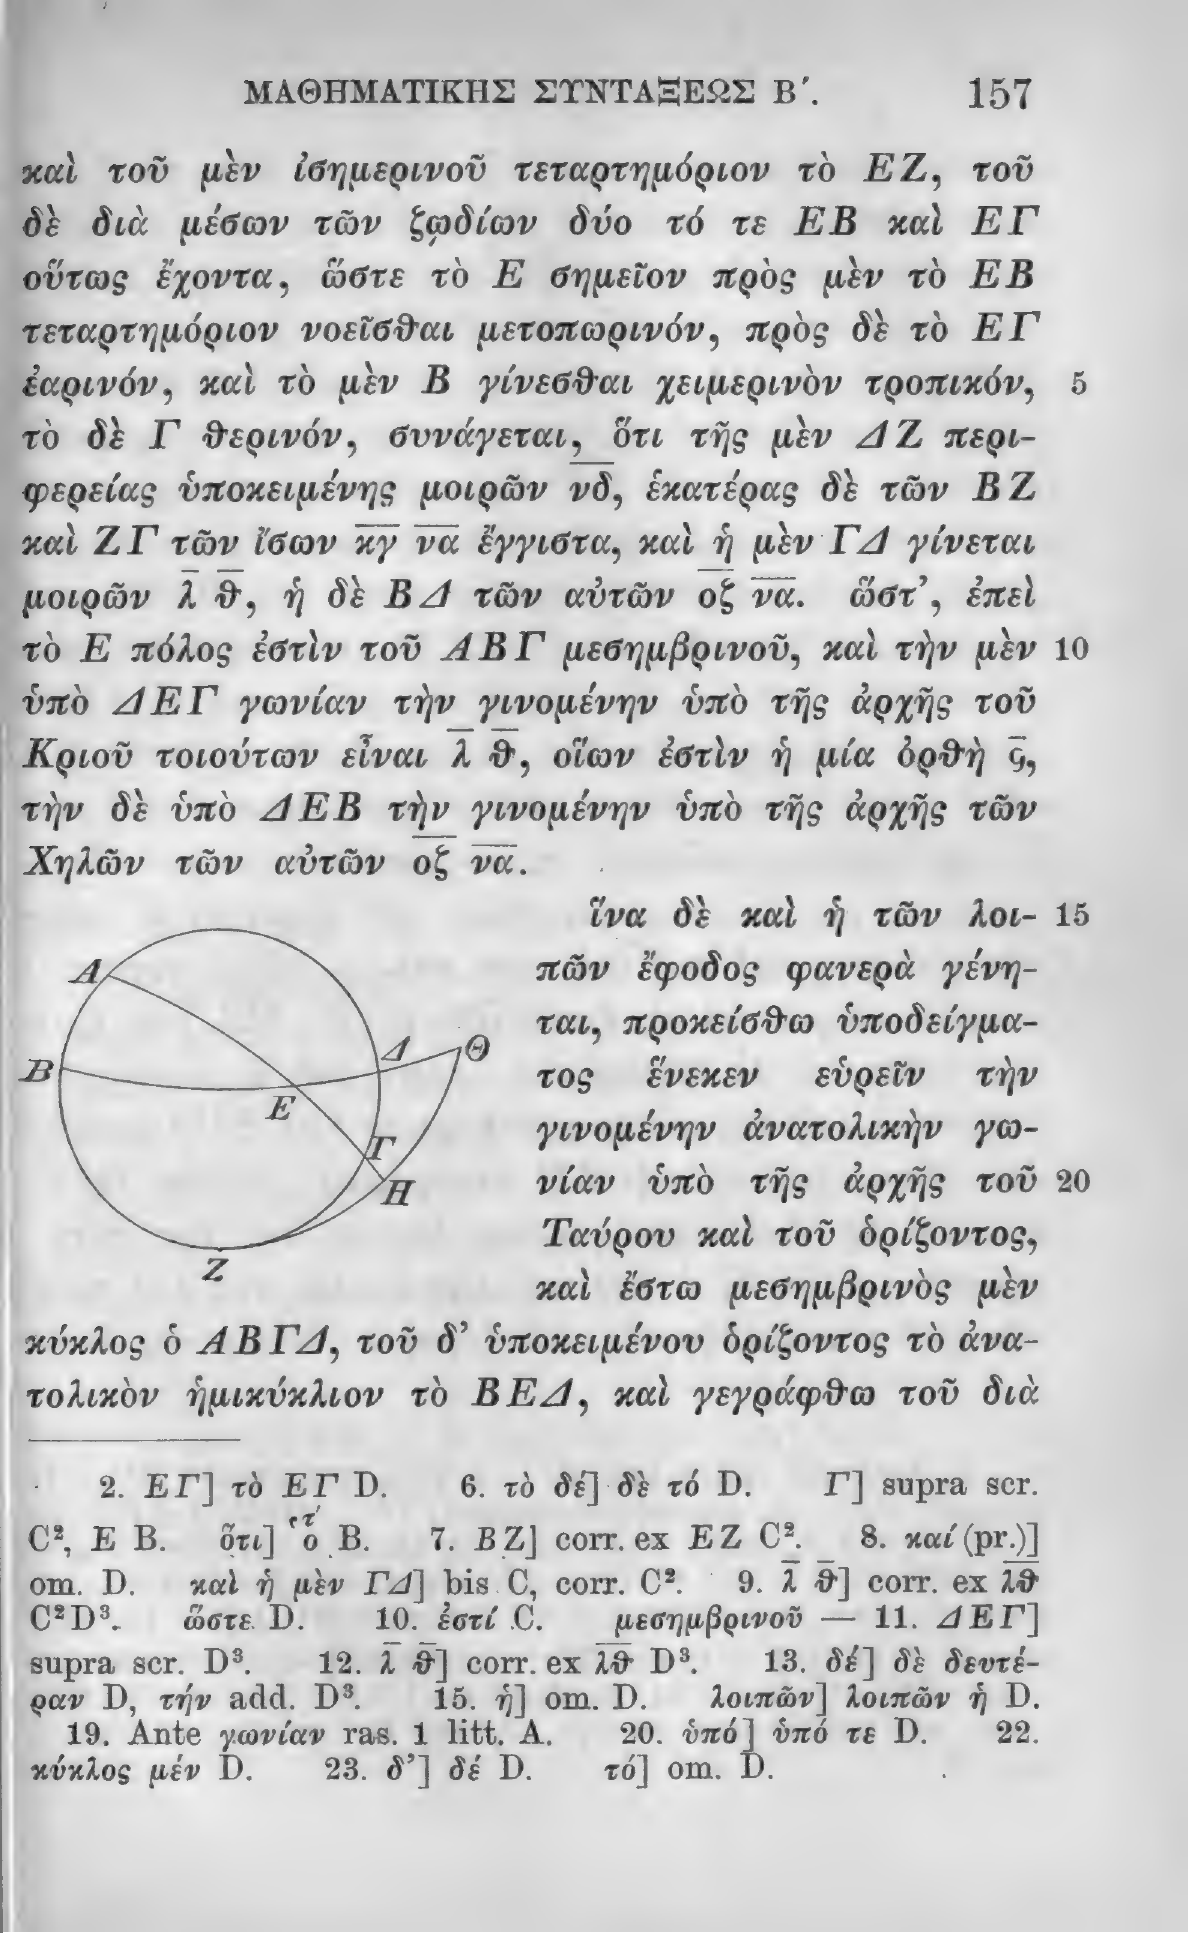 ΜΑΘΗΜΑΤΙΚΗΣ ΣΥΝΤΑΞΕΩΣ Β΄. 157
καὶ τοῦ μὲν ἰσημερινοῦ τεταρτημόριον τὸ ΕΖ, τοῦ
δὲ διὰ μέσων τῶν ζῳδίων δύο τό τε ΕΒ καὶ ΕΓ
οὕτως ἔχοντα, ὥστε τὸ Ε σημεῖον πρὸς μὲν τὸ ΕΒ
τεταρτημόριον νοεῖσθαι μετοπωρινόν, πρὸς δὲ τὸ ΕΓ
ἐαρινόν, καὶ τὸ μὲν Β γίνεσθαι χειμερινὸν τροπικόν, 5
τὸ δὲ Γ θερινόν, συνάγεται, ὅτι τῆς μὲν ΔΖ περι-
φερείας ὑποκειμένης μοιρῶν ν̅δ̅, ἑκατέρας δὲ τῶν ΒΖ
καὶ ΖΓ τῶν ἴσων κ̅γ̅ ν̅α̅ ἔγγιστα, καὶ ἡ μὲν ΓΔ γίνεται
μοιρῶν λ̅ θ̅, ἡ δὲ ΒΔ τῶν αὐτῶν ο̅ζ̅ ν̅α̅. ὥστ’, ἐπεὶ
τὸ Ε πόλος ἐστὶν τοῦ ΑΒΓ μεσημβρινοῦ, καὶ τὴν μὲν 10
ὑπὸ ΔΕΓ γωνίαν τὴν γινομένην ὑπὸ τῆς ἀρχῆς τοῦ
Κριοῦ τοιούτων εἶναι λ̅ θ̅, οἵων ἐστὶν ἡ μία ὀρθὴ ϙ̅,
τὴν δὲ ὑπὸ ΔΕΒ τὴν γινομένην ὑπὸ τῆς ἀρχῆς τῶν
Χηλῶν τῶν αὐτῶν ο̅ζ̅ ν̅α̅.
ἵνα δὲ καὶ ἡ τῶν λοι- 15
πῶν ἔφοδος φανερὰ γένη-
ται, προκείσθω ὑποδείγμα-
τος ἕνεκεν εὑρεῖν τὴν
γινομένην ἀνατολικὴν γω-
νίαν ὑπὸ τῆς ἀρχῆς τοῦ 20
Ταύρου καὶ τοῦ ὁρίζοντος,
καὶ ἔστω μεσημβρινὸς μὲν
Α
Β
Δ
Θ
Ε
Γ
Η
Ζ
κύκλος ὁ ΑΒΓΔ, τοῦ δ’ ὑποκειμένου ὁρίζοντος τὸ ἀνα-
τολικὸν ἡμικύκλιον τὸ ΒΕΔ, καὶ γεγράφθω τοῦ διὰ
2. ΕΓ] τὸ ΕΓ D. 6. τὸ δέ] δὲ τό D. Γ] supra scr.
C², E B. ὅτι] ὁ͑τ́ B. 7. ΒΖ] corr. ex ΕΖ C². 8. καί (pr.)]
om. D. καὶ ἡ μὲν ΓΔ] bis C, corr. C². 9. λ̅ θ̅] corr. ex λ̅θ̅
C²D³. ὥστε D. 10. ἐστί C. μεσημβρινοῦ — 11. ΔΕΓ]
supra scr. D³. 12. λ̅ θ̅] corr. ex λ̅θ̅ D³. 13. δέ] δὲ δευτέ-
ραν D, τήν add. D³. 15. ἡ] om. D. λοιπῶν] λοιπῶν ἡ D.
19. Ante γωνίαν ras. 1 litt. A. 20. ὑπό] ὑπό τε D. 22.
κύκλος μέν D. 23. δ’] δέ D. τό] om. D.